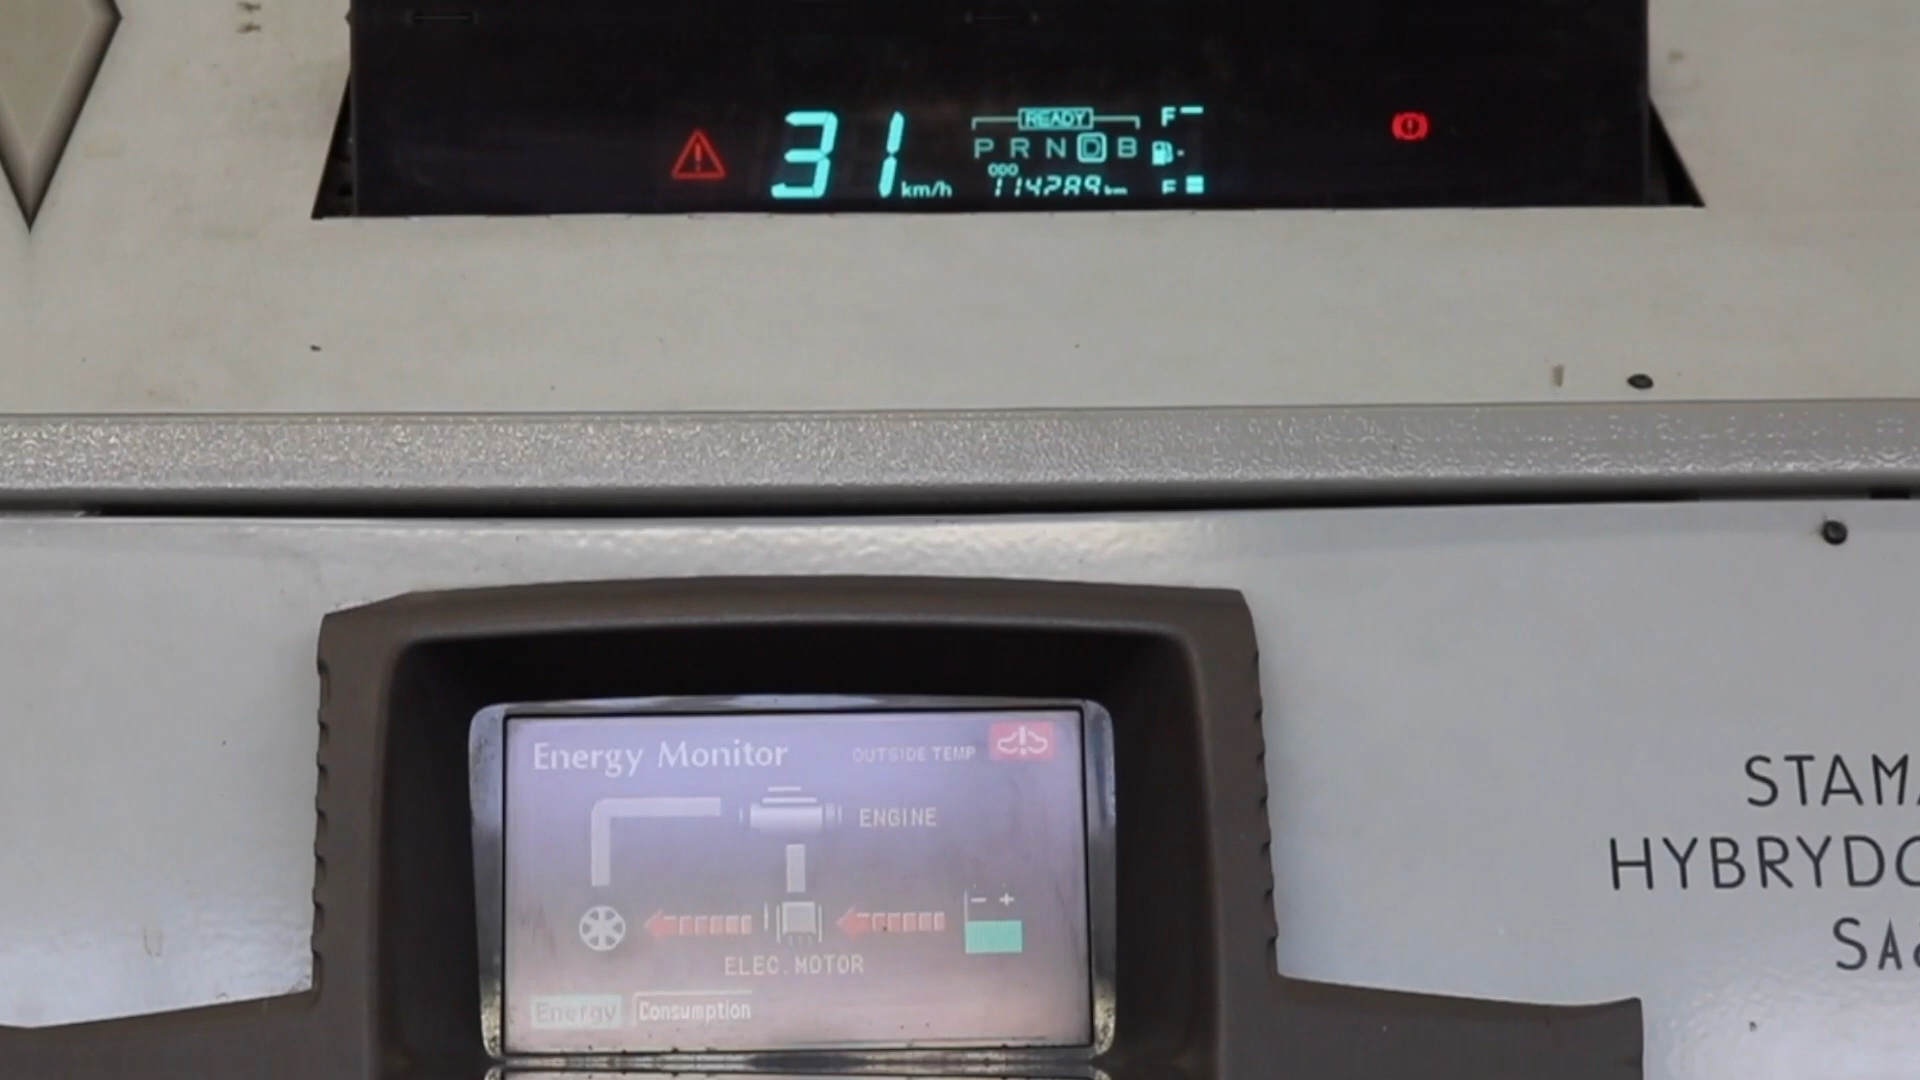 31 km/h
READY
P R N D B
ODO
114289 km
F
E
Energy Monitor
OUTSIDE TEMP
ENGINE
- +
ELEC.MOTOR
Energy Consumption
STAM
HYBRYD
SA